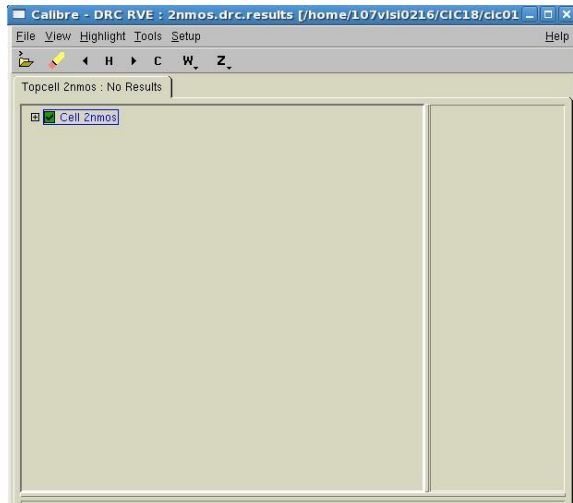 Calibre - DRC RVE : 2nmos.drc.results [/home/107vlsi0216/CIC18/cic01
File View Highlight Tools Setup Help
H C W Z
Topcell 2nmos : No Results
Cell 2nmos